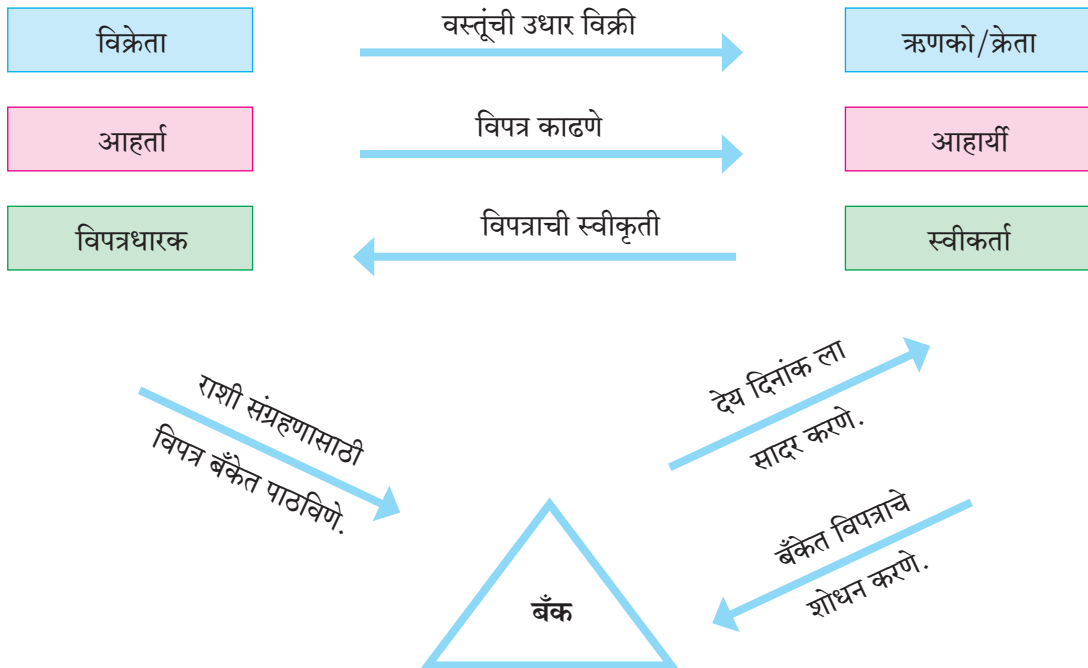 विक्रेता
वस्तूंची उधार विक्री
ऋणको/क्रेता
आहर्ता
विपत्र काढणे
आहार्यी
विपत्रधारक
विपत्राची स्वीकृती
स्वीकर्ता
राशी संग्रहणासाठी
विपत्र बँकेत पाठविणे.
देय दिनांक ला
सादर करणे.
बँकेत विपत्राचे
शोधन करणे.
बँक